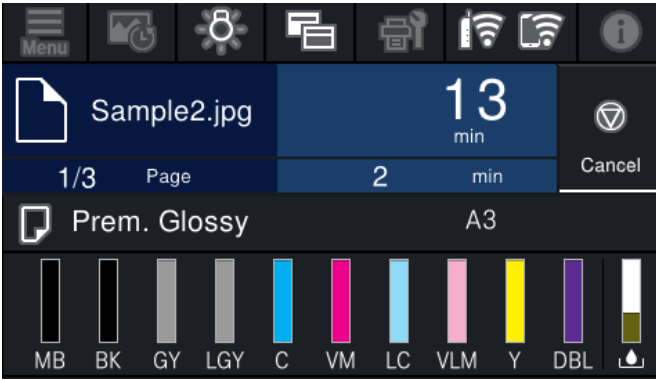 Menu
Sample2.jpg
13
min
Cancel
1/3 Page
2 min
Prem. Glossy A3
MB BK GY LGY C VM LC VLM Y DBL